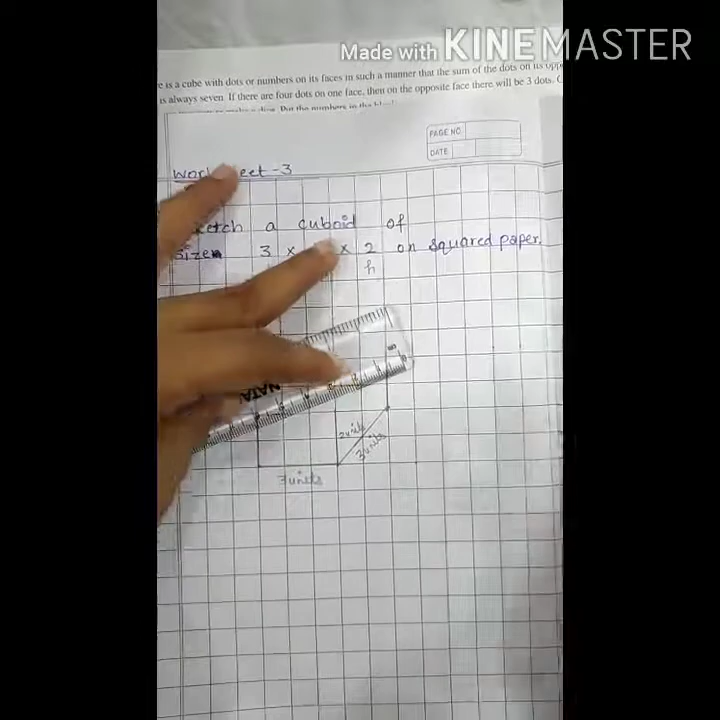 Made with KINEMASTER
e is a cube with dots or numbers on its faces in such a manner that the sum of the dots on its opp
is always seven. If there are four dots on one face, then on the opposite face there will be 3 dots.
PAGE NO.
DATE
-3
a cuboid of
Size 3 x x 2 on squared paper.
h
NATA
2units
3units
3units